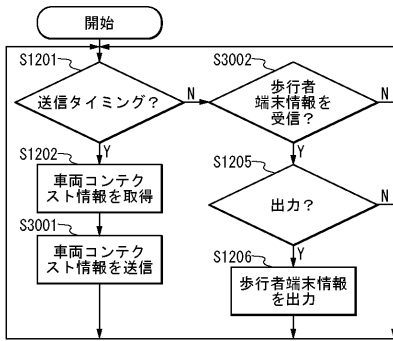 開始
S1201
送信タイミング?
N
Y
S1202
車両コンテク
スト情報を取得
S3001
車両コンテク
スト情報を送信
S3002
歩行者
端末情報を
受信?
N
Y
S1205
出力?
N
Y
S1206
歩行者端末情報
を出力